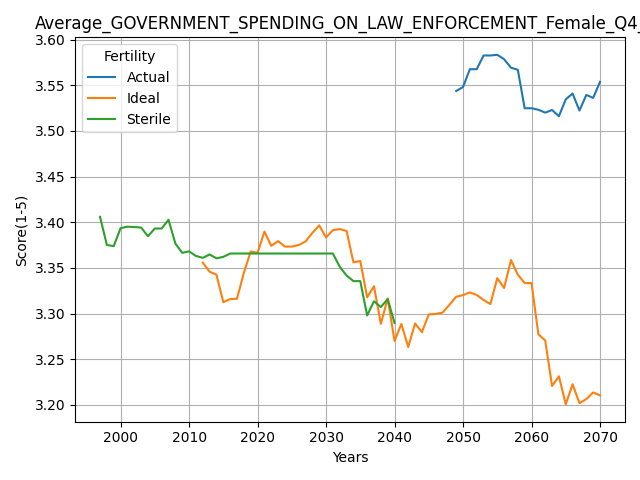 Average_GOVERNMENT_SPENDING_ON_LAW_ENFORCEMENT_Female_Q4_
3.60
3.55
3.50
3.45
3.40
3.35
3.30
3.25
3.20
Score(1-5)
Fertility
Actual
Ideal
Sterile
2000 2010 2020 2030 2040 2050 2060 2070
Years